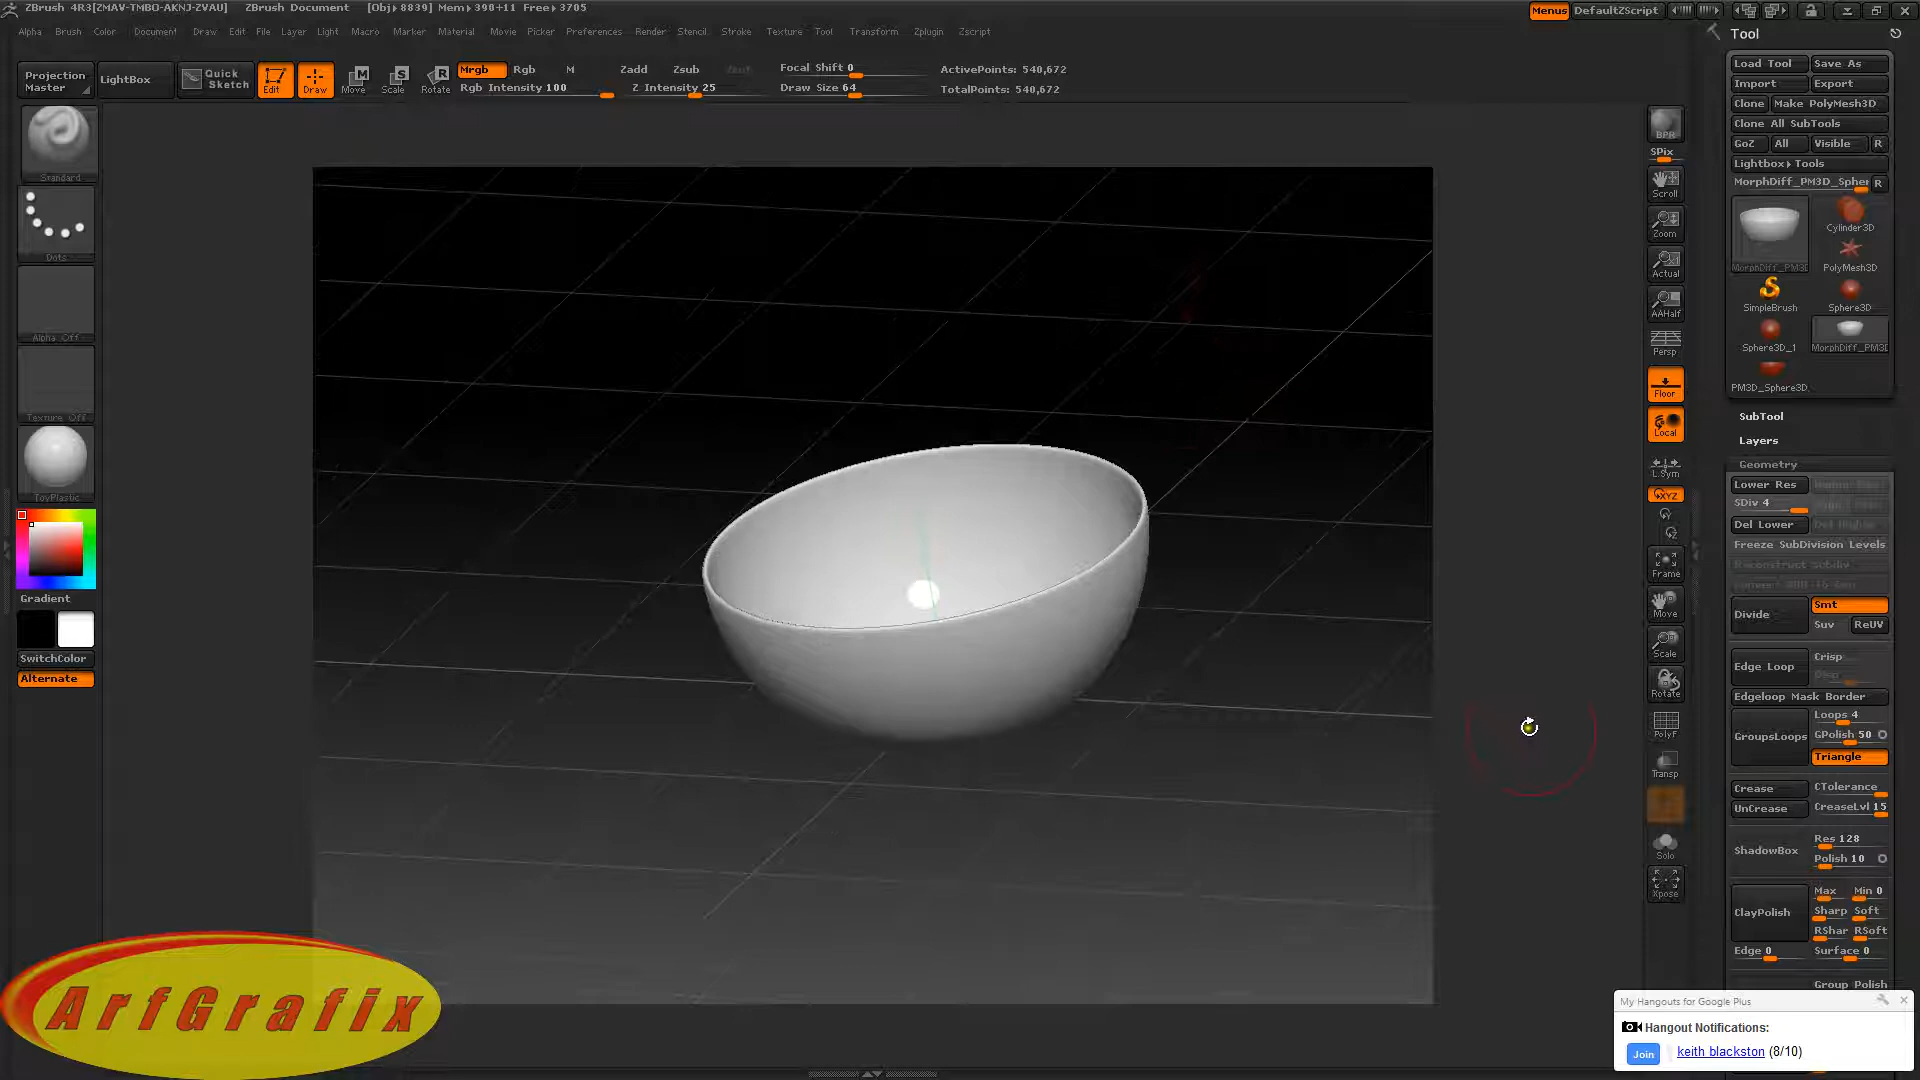 ZBrush 4R3[ZMAV-TMBO-AKNJ-ZVAU] ZBrush Document [Obj▸8839] Mem▸390+11 Free▸3705 Menus DefaultZScript
Alpha Brush Color Document Draw Edit File Layer Light Macro Marker Material Movie Picker Preferences Render Stencil Stroke Texture Tool Transform Zplugin Zscript
Projection Master
LightBox
Quick Sketch
Edit
Draw
Move
Scale
Rotate
Mrgb Rgb M
Rgb Intensity 100
Zadd Zsub
Z Intensity 25
Focal Shift 0
Draw Size 64
ActivePoints: 540,672
TotalPoints: 540,672
Standard
Dots
Alpha Off
Texture Off
ToyPlastic
Gradient
SwitchColor
Alternate
BPR
SPix
Scroll
Zoom
Actual
AAHalf
Persp
Floor
Local
L.Sym
XYZ
Frame
Move
Scale
Rotate
PolyF
Transp
Solo
Xpose
Tool
Load Tool Save As
Import Export
Clone Make PolyMesh3D
Clone All SubTools
GoZ All Visible R
Lightbox▸Tools
MorphDiff_PM3D_Spher R
MorphDiff_PM3D
Cylinder3D
PolyMesh3D
SimpleBrush
Sphere3D
Sphere3D_1
MorphDiff_PM3D
PM3D_Sphere3D.
SubTool
Layers
Geometry
Lower Res
SDiv 4
Del Lower
Freeze SubDivision Levels
Reconstruct Subdiv
Divide
Smt
Suv ReUV
Edge Loop
Crisp
Edgeloop Mask Border
GroupsLoops
Loops 4
GPolish 50
Triangle
Crease CTolerance
UnCrease CreaseLvl 15
ShadowBox
Res 128
Polish 10
ClayPolish
Max Min 0
Sharp Soft
RShar RSoft
Edge 0 Surface 0
Group Polish
ArfGrafix
My Hangouts for Google Plus
Hangout Notifications:
Join keith blackston (8/10)